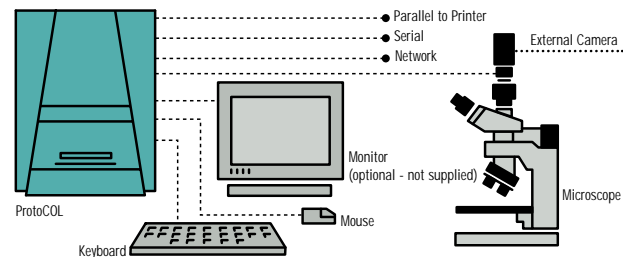 Parallel to Printer
Serial
Network
External Camera
Monitor
(optional - not supplied)
Microscope
ProtoCOL
Mouse
Keyboard